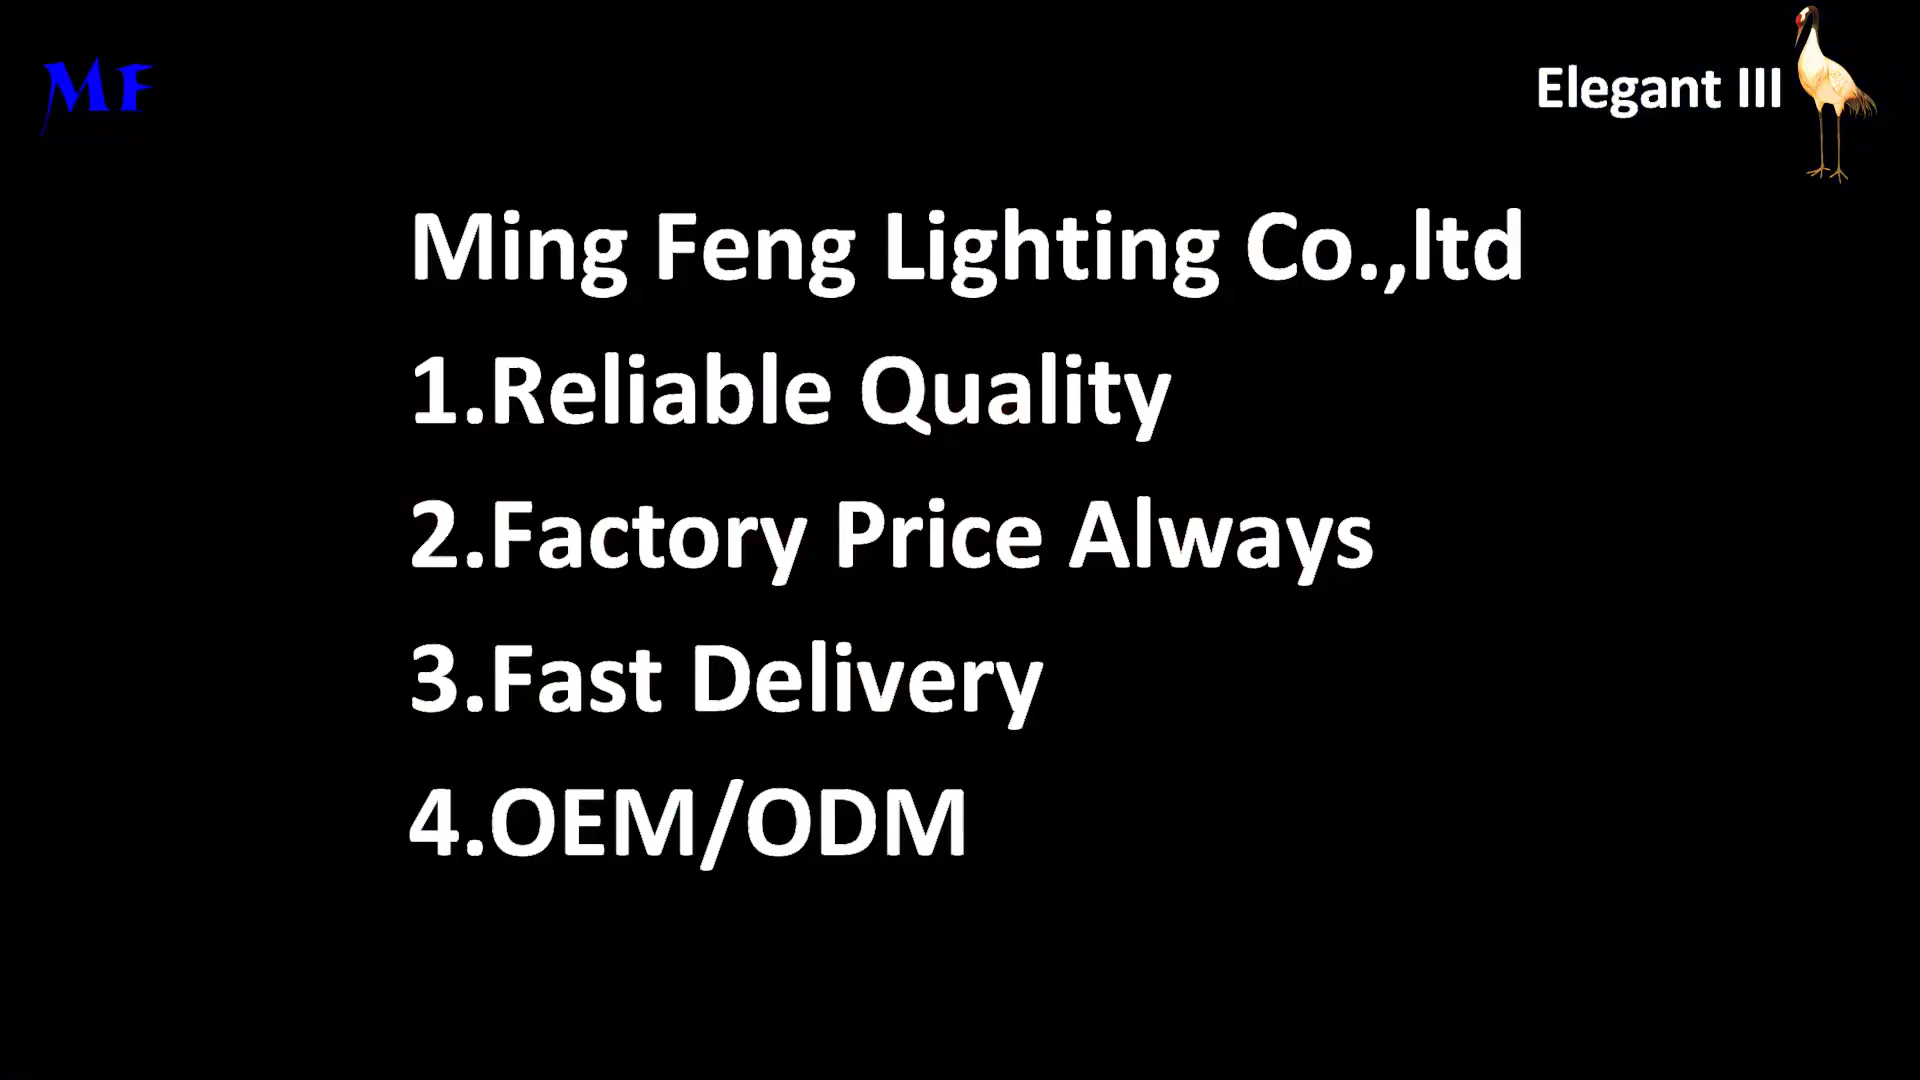 MF
Elegant III
Ming Feng Lighting Co.,ltd
1.Reliable Quality
2.Factory Price Always
3.Fast Delivery
4.OEM/ODM